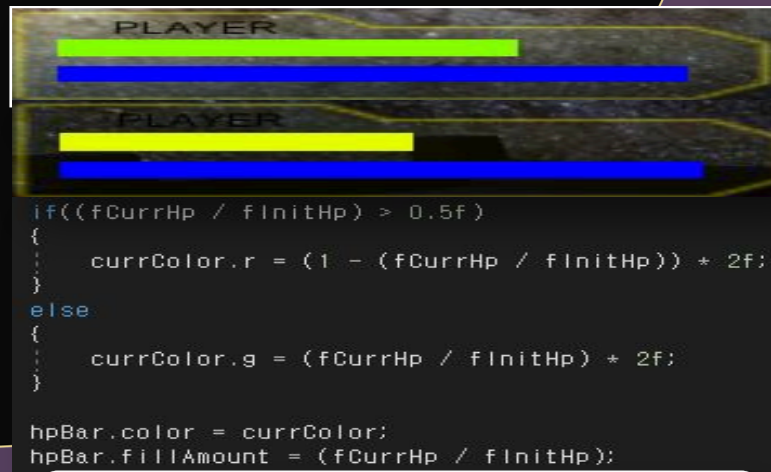 PLAYER
PLAYER
if((fCurrHp / fInitHp) > 0.5f)
{
currColor.r = (1 - (fCurrHp / fInitHp)) * 2f;
}
else
{
currColor.g = (fCurrHp / fInitHp) * 2f;
}
hpBar.color = currColor;
hpBar.fillAmount = (fCurrHp / fInitHp);